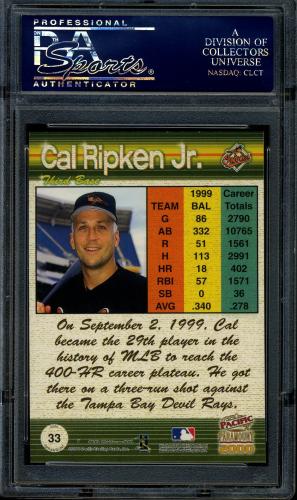 PROFESSIONAL
ON THE
PSA
Sports
AUTHENTICATOR
A
DIVISION OF
COLLECTORS
UNIVERSE
NASDAQ: CLCT
Cal Ripken Jr.
Third Base
Orioles
1999 Career
TEAM BAL Totals
G 86 2790
AB 332 10765
R 51 1561
H 113 2991
HR 18 402
RBI 57 1571
SB 0 36
AVG .340 .278
On September 2, 1999, Cal
became the 29th player in the
history of MLB to reach the
400-HR career plateau. He got
there on a three-run shot against
the Tampa Bay Devil Rays.
33
PACIFIC
PARAMOUNT
2000